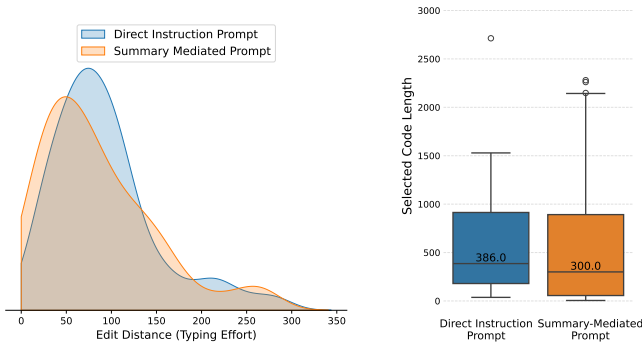 Direct Instruction Prompt
Summary Mediated Prompt
0 50 100 150 200 250 300 350
Edit Distance (Typing Effort)
3000
2500
2000
1500
1000
500
0
Selected Code Length
386.0
300.0
Direct Instruction
Prompt
Summary-Mediated
Prompt